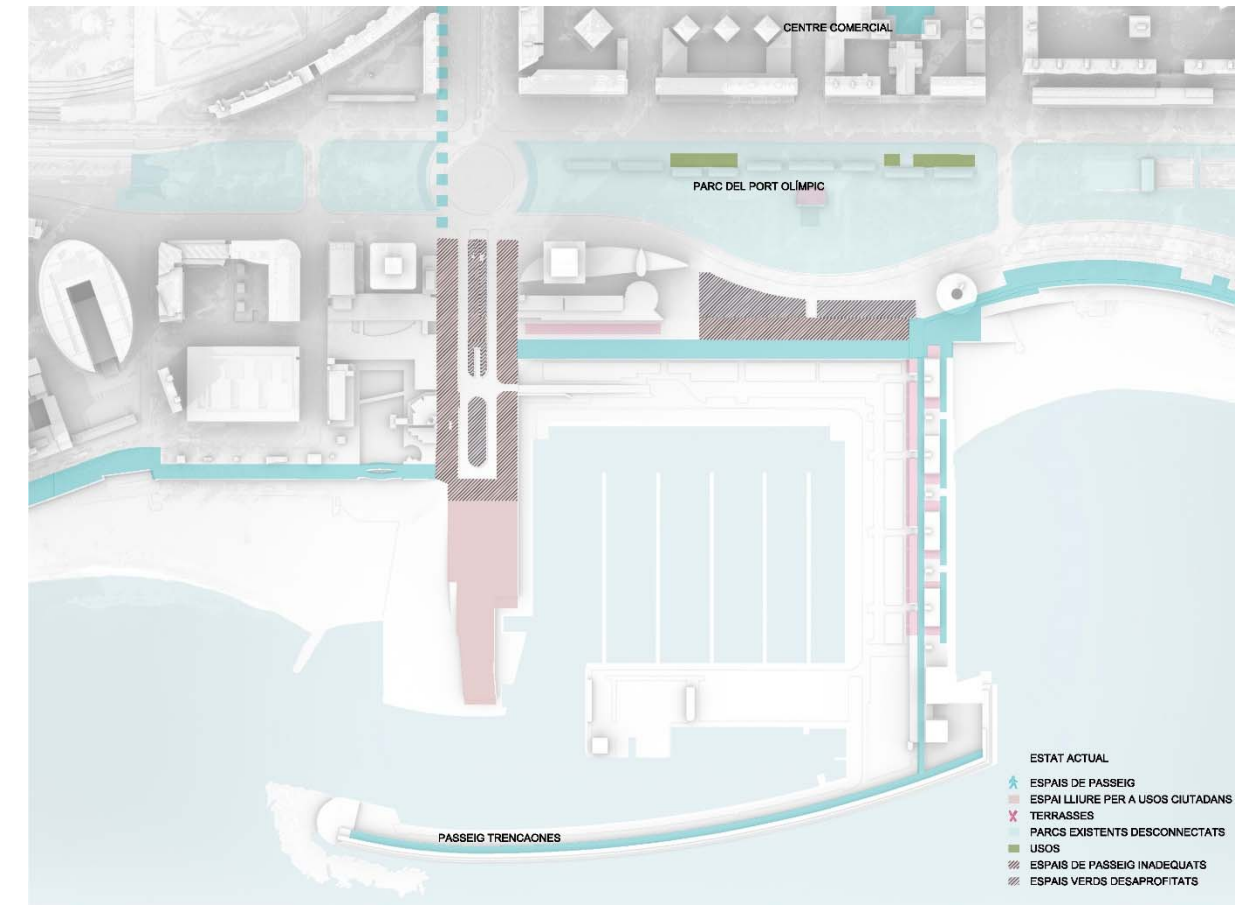 CENTRE COMERCIAL
PARC DEL PORT OLÍMPIC
PASSEIG TRENCAONES
ESTAT ACTUAL
ESPAIS DE PASSEIG
ESPAI LLIURE PER A USOS CIUTADANS
TERRASSES
PARCS EXISTENTS DESCONNECTATS
USOS
ESPAIS DE PASSEIG INADEQUATS
ESPAIS VERDS DESAPROFITATS